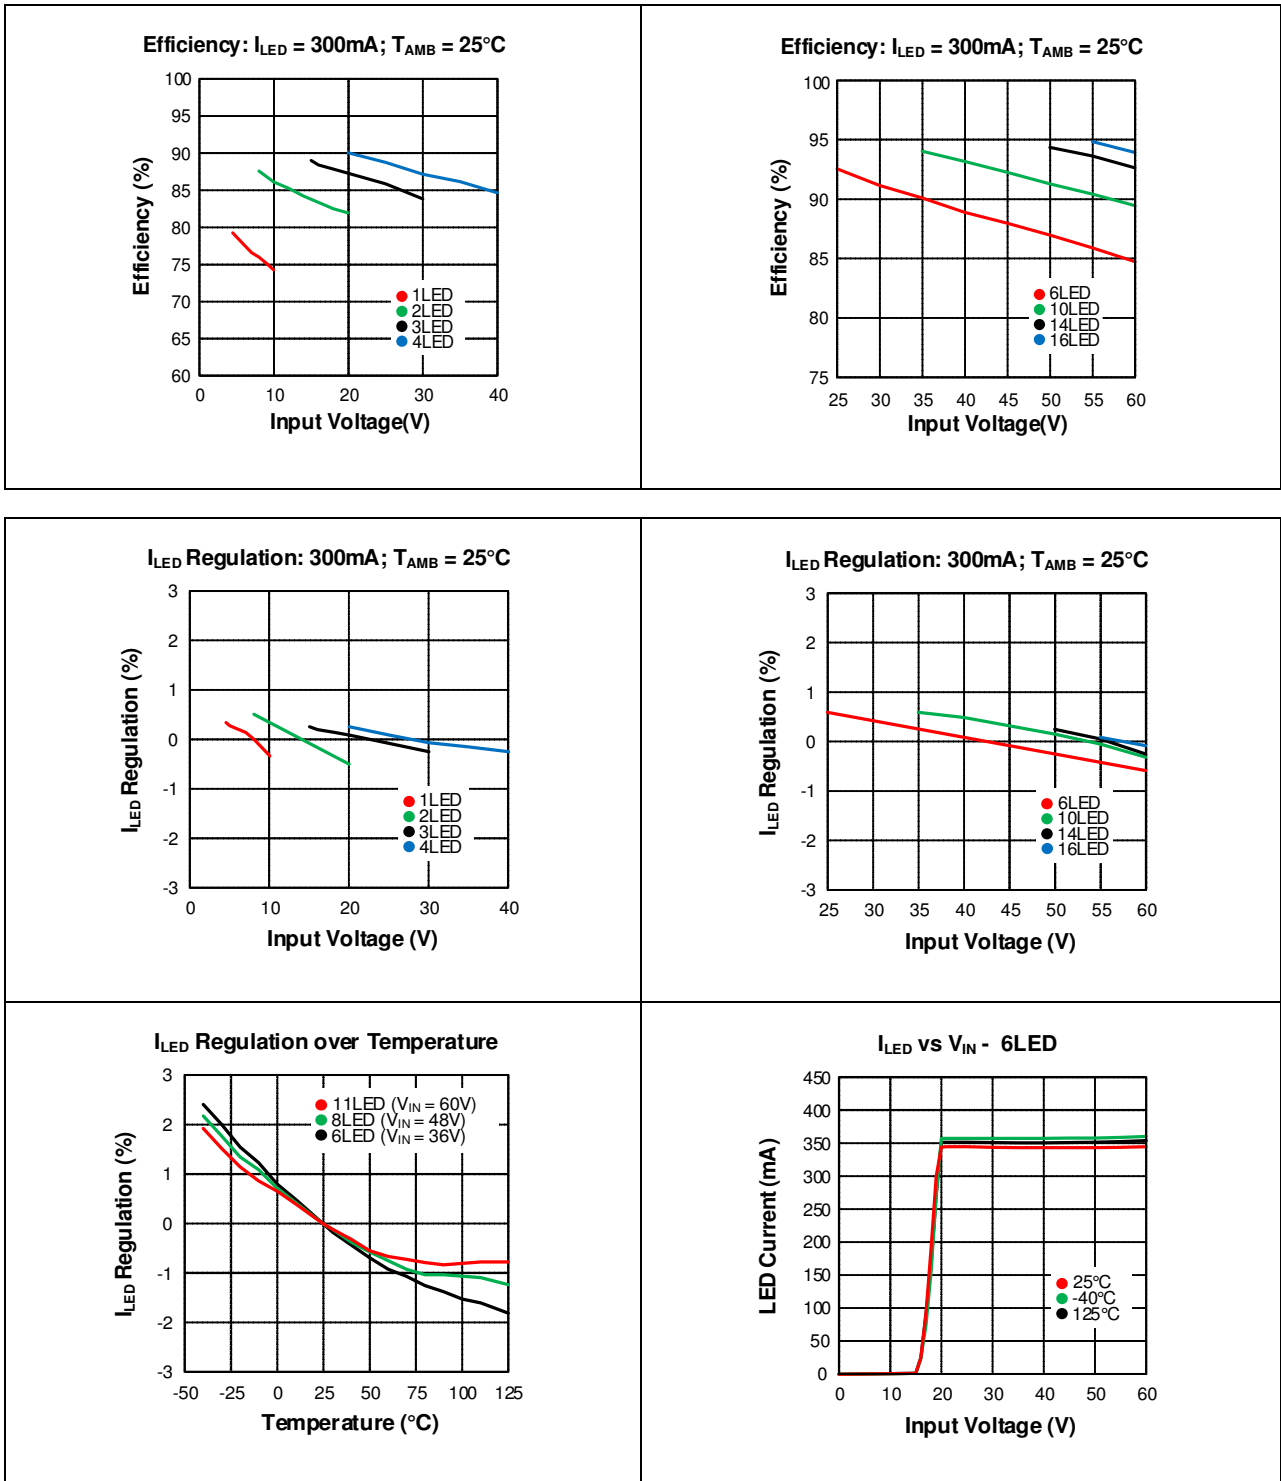 Efficiency: ILED = 300mA; TAMB = 25°C
Efficiency (%)
100
95
90
85
80
75
70
65
60
1LED
2LED
3LED
4LED
0 10 20 30 40
Input Voltage(V)
Efficiency: ILED = 300mA; TAMB = 25°C
Efficiency (%)
100
95
90
85
80
75
6LED
10LED
14LED
16LED
25 30 35 40 45 50 55 60
Input Voltage(V)
ILED Regulation: 300mA; TAMB = 25°C
ILED Regulation (%)
3
2
1
0
-1
-2
-3
1LED
2LED
3LED
4LED
0 10 20 30 40
Input Voltage (V)
ILED Regulation: 300mA; TAMB = 25°C
ILED Regulation (%)
3
2
1
0
-1
-2
-3
6LED
10LED
14LED
16LED
25 30 35 40 45 50 55 60
Input Voltage (V)
ILED Regulation over Temperature
ILED Regulation (%)
3
2
1
0
-1
-2
-3
11LED (VIN = 60V)
8LED (VIN = 48V)
6LED (VIN = 36V)
-50 -25 0 25 50 75 100 125
Temperature (°C)
ILED vs VIN - 6LED
LED Current (mA)
450
400
350
300
250
200
150
100
50
0
25°C
-40°C
125°C
0 10 20 30 40 50 60
Input Voltage (V)